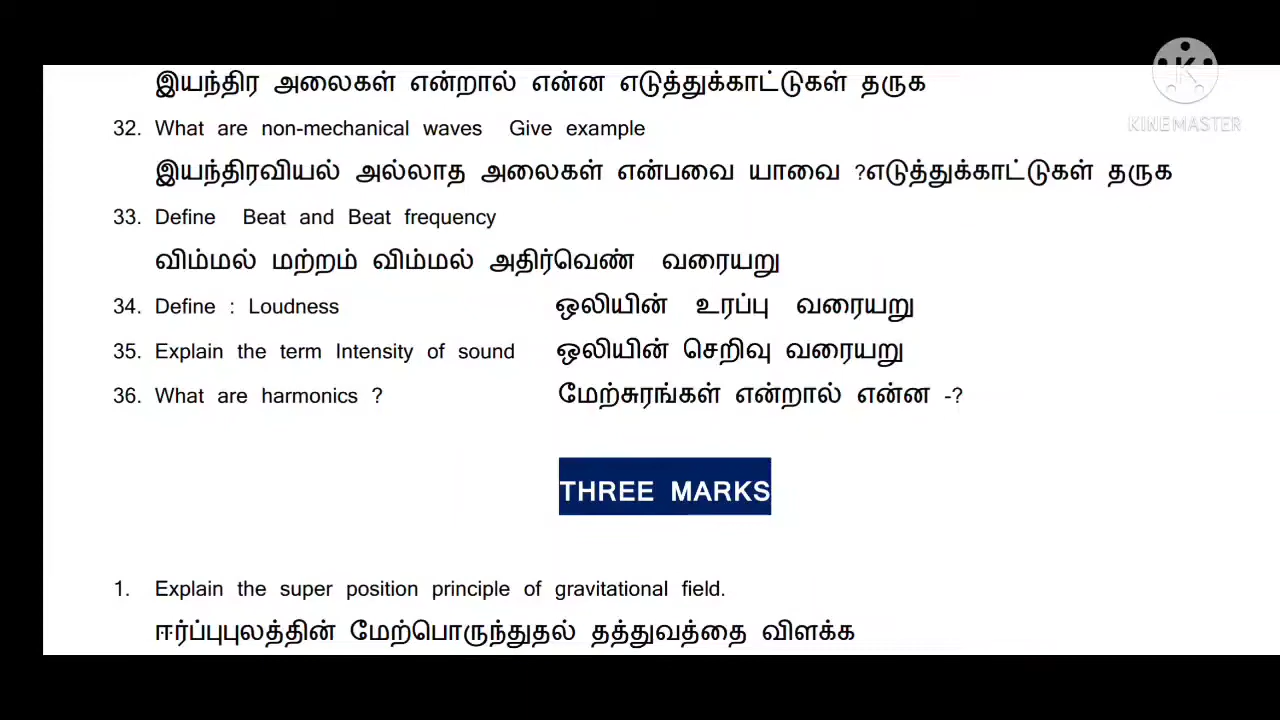 இயந்திர அலைகள் என்றால் என்ன எடுத்துக்காட்டுகள் தருக
K
KINEMASTER
32. What are non-mechanical waves Give example
இயந்திரவியல் அல்லாத அலைகள் என்பவை யாவை ?எடுத்துக்காட்டுகள் தருக
33. Define Beat and Beat frequency
விம்மல் மற்றம் விம்மல் அதிர்வெண் வரையறு
34. Define : Loudness ஒலியின் உரப்பு வரையறு
35. Explain the term Intensity of sound ஒலியின் செறிவு வரையறு
36. What are harmonics ? மேற்சுரங்கள் என்றால் என்ன -?
THREE MARKS
1. Explain the super position principle of gravitational field.
ஈர்ப்புபுலத்தின் மேற்பொருந்துதல் தத்துவத்தை விளக்க